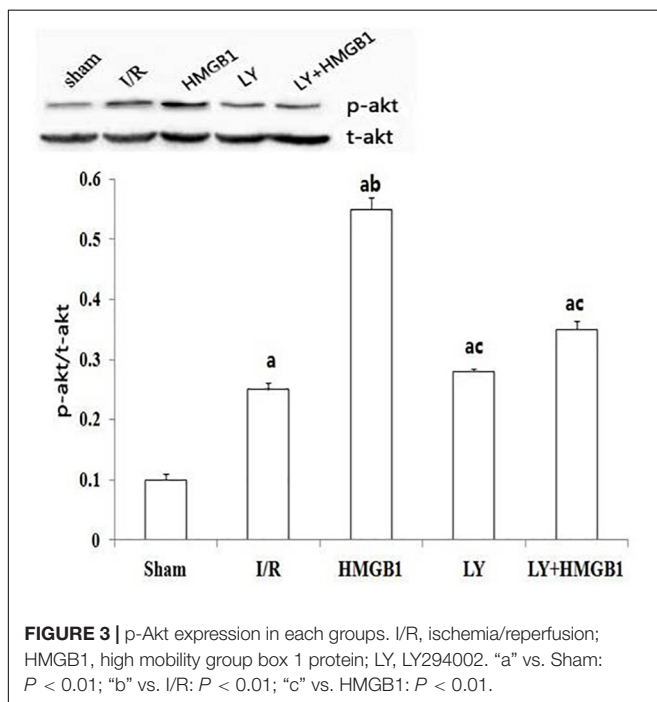 sham I/R HMGB1 LY LY+HMGB1
p-akt
t-akt
0.6
ab
0.5
0.4
ac
ac
0.3
a
0.2
0.1
0
p-akt/t-akt
Sham I/R HMGB1 LY LY+HMGB1
FIGURE 3 | p-Akt expression in each groups. I/R, ischemia/reperfusion;
HMGB1, high mobility group box 1 protein; LY, LY294002. “a” vs. Sham:
P < 0.01; “b” vs. I/R: P < 0.01; “c” vs. HMGB1: P < 0.01.